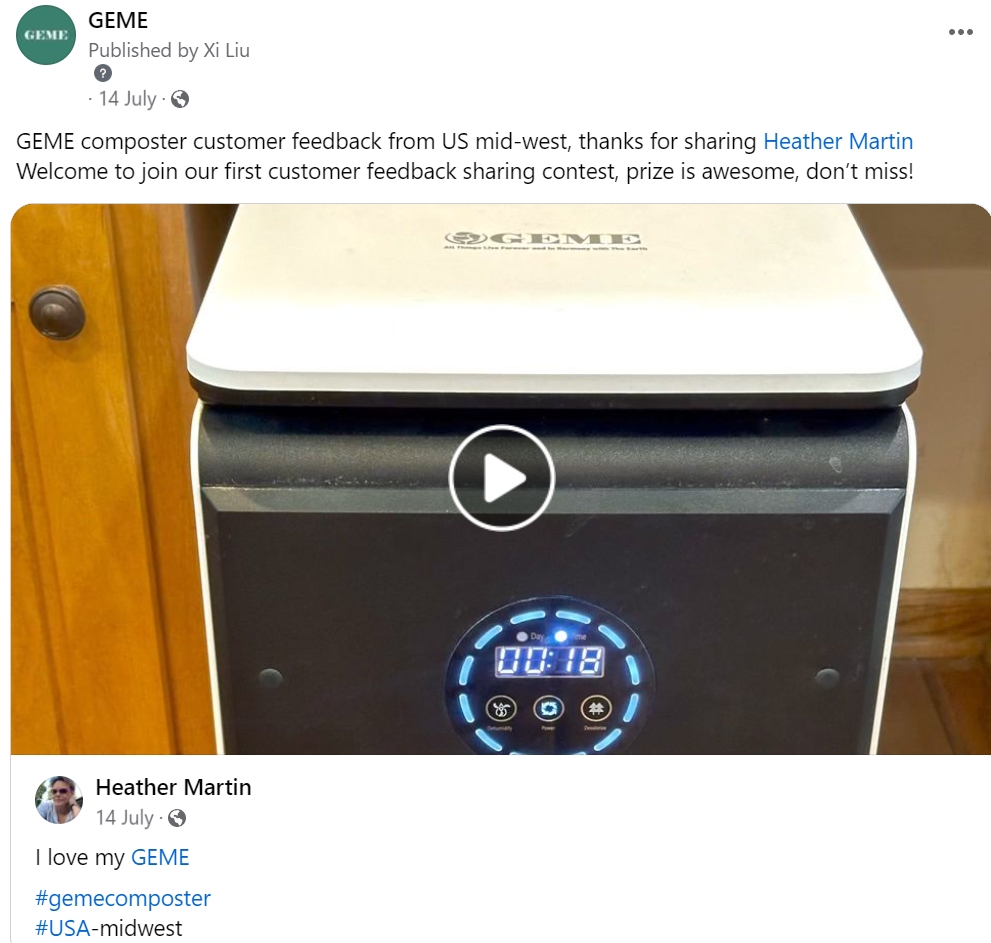 GEME
GEME
Published by Xi Liu
?
· 14 July ·
GEME composter customer feedback from US mid-west, thanks for sharing Heather Martin
Welcome to join our first customer feedback sharing contest, prize is awesome, don't miss!
GEME
All Things Live Forever and in Harmony with The Earth
Day Time
00:18
Dehumidify Power Deodorize
Heather Martin
14 July ·
I love my GEME
#gemecomposter
#USA-midwest